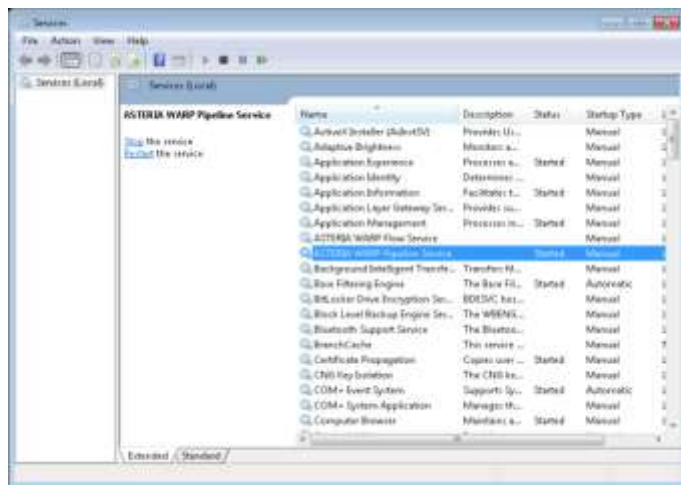 Services
File Action View Help
Services (Local)
Services (Local)
ASTERIA WARP Pipeline Service
Stop the service
Restart the service
Name Description Status Startup Type
ActiveX Installer (AxInstSV) Provides Us... Manual
Adaptive Brightness Monitors a... Manual
Application Experience Processes a... Started Manual
Application Identity Determines ... Manual
Application Information Facilitates t... Started Manual
Application Layer Gateway Ser... Provides su... Manual
Application Management Processes in... Started Manual
ASTERIA WARP Flow Service Manual
ASTERIA WARP Pipeline Service Started Manual
Background Intelligent Transfe... Transfers fil... Manual
Base Filtering Engine The Base Fil... Started Automatic
BitLocker Drive Encryption Ser... BDESVC hos... Manual
Block Level Backup Engine Ser... The WBENG... Manual
Bluetooth Support Service The Bluetoo... Manual
BranchCache This service ... Manual
Certificate Propagation Copies user ... Started Manual
CNG Key Isolation The CNG ke... Manual
COM+ Event System Supports Sy... Started Automatic
COM+ System Application Manages th... Manual
Computer Browser Maintains a... Started Manual
Extended Standard